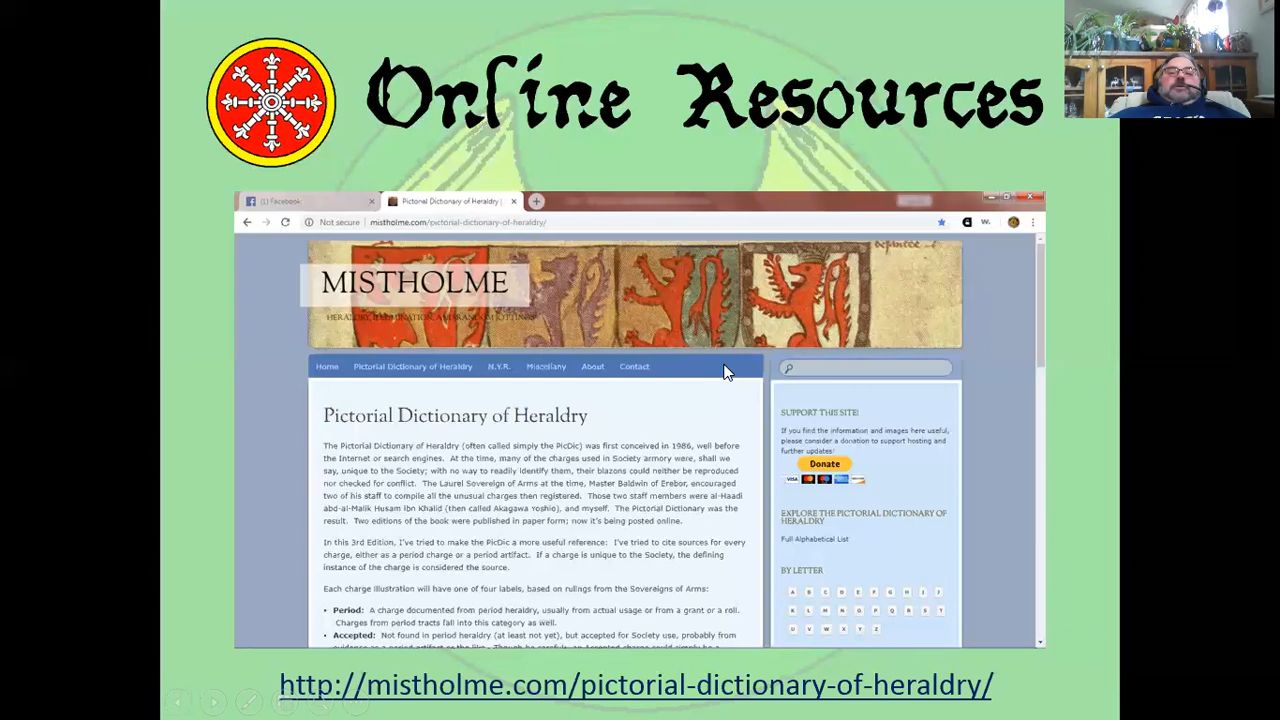 Online Resources
(1) Facebook
Pictorial Dictionary of Heraldry |
Not secure | mistholme.com/pictorial-dictionary-of-heraldry/
MISTHOLME
HERALDRY, ILLUMINATION, AND RANDOM JOTTINGS
Home Pictorial Dictionary of Heraldry N.Y.R. Miscellany About Contact
Pictorial Dictionary of Heraldry
The Pictorial Dictionary of Heraldry (often called simply the PicDic) was first conceived in 1986, well before
the Internet or search engines. At the time, many of the charges used in Society armory were, shall we
say, unique to the Society; with no way to readily identify them, their blazons could neither be reproduced
nor checked for conflict. The Laurel Sovereign of Arms at the time, Master Baldwin of Erebor, encouraged
two of his staff to compile all the unusual charges then registered. Those two staff members were al-Haadi
abd-al-Malik Husam ibn Khalid (then called Akagawa Yoshio), and myself. The Pictorial Dictionary was the
result. Two editions of the book were published in paper form; now it's being posted online.
In this 3rd Edition, I've tried to make the PicDic a more useful reference: I've tried to cite sources for every
charge, either as a period charge or a period artifact. If a charge is unique to the Society, the defining
instance of the charge is considered the source.
Each charge illustration will have one of four labels, based on rulings from the Sovereigns of Arms:
• Period: A charge documented from period heraldry, usually from actual usage or from a grant or a roll.
Charges from period tracts fall into this category as well.
• Accepted: Not found in period heraldry (at least not yet), but accepted for Society use, probably from
SUPPORT THIS SITE!
If you find the information and images here useful,
please consider a donation to support hosting and
further updates!
Donate
VISA
EXPLORE THE PICTORIAL DICTIONARY OF
HERALDRY
Full Alphabetical List
BY LETTER
A B C D E F G H I J
K L M N O P Q R S T
U V W X Y Z
http://mistholme.com/pictorial-dictionary-of-heraldry/